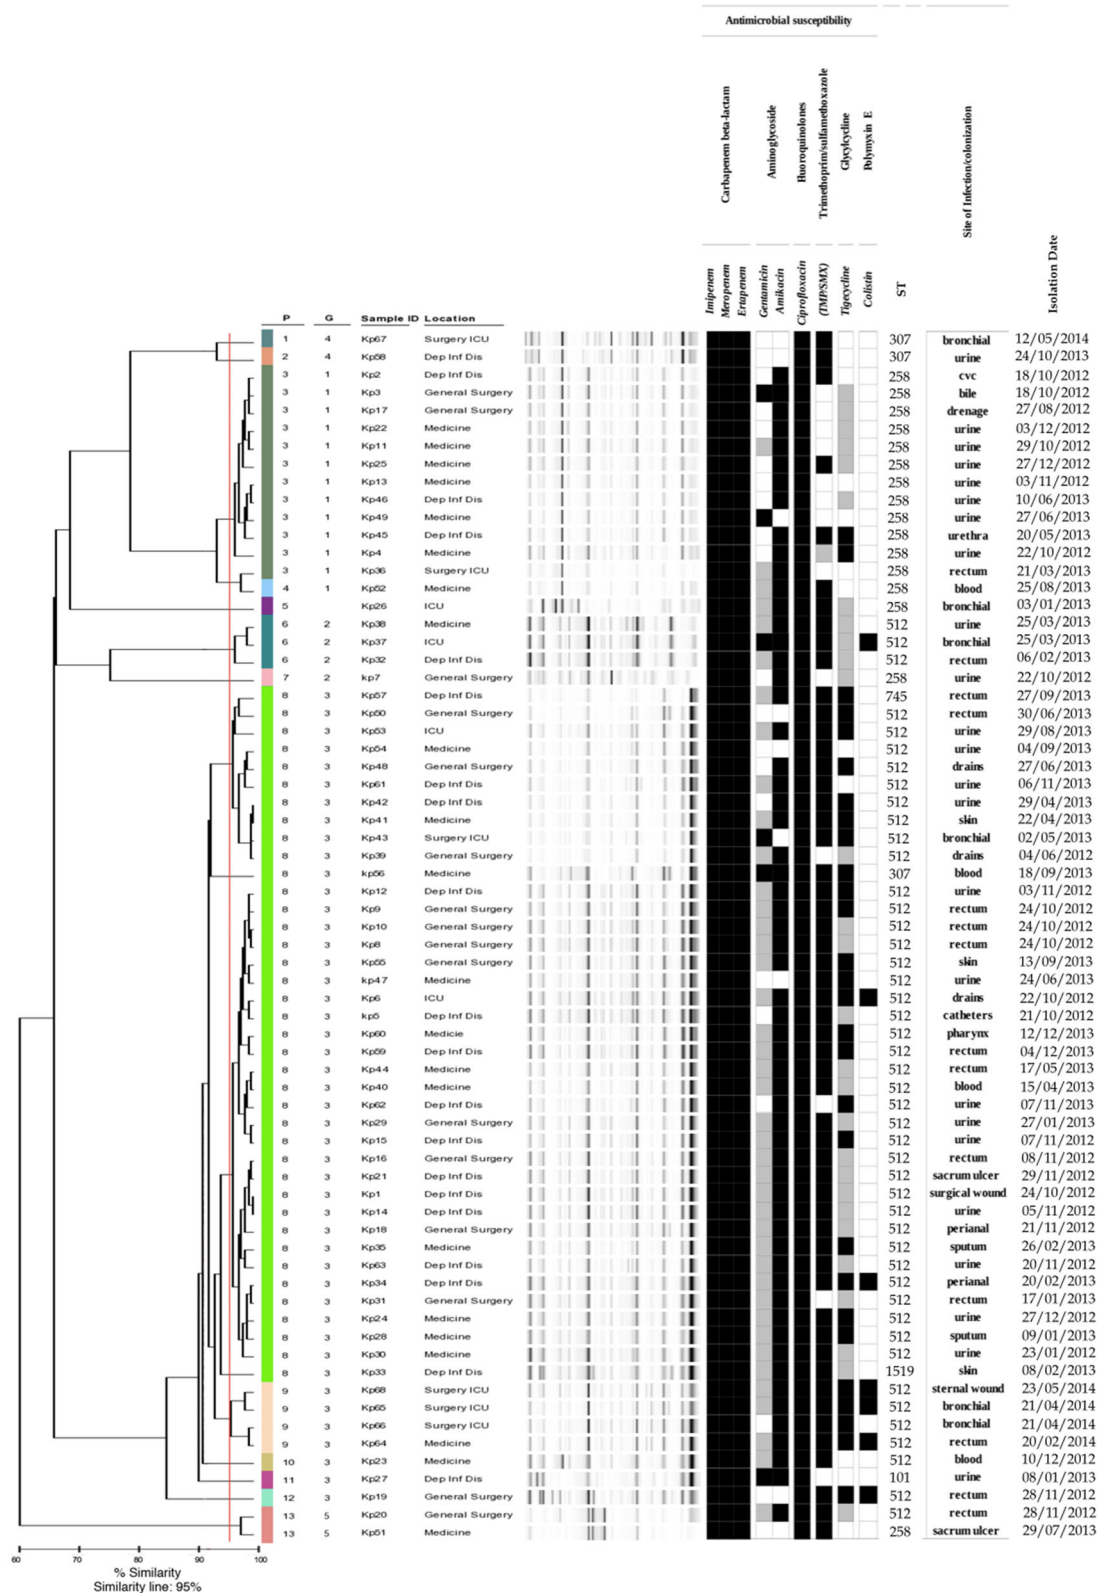 Antimicrobial susceptibility
Carbapenem beta-lactam
Aminoglycoside
Fluoroquinolones
Trimethoprim/sulfamethoxazole
Glycylcycline
Polymyxin E
Site of Infection/colonization
Isolation Date
Imipenem
Meropenem
Ertapenem
Gentamicin
Amikacin
Ciprofloxacin
(TMP/SMX)
Tigecycline
Colistin
ST
P G Sample ID Location
1 4 Kp67 Surgery ICU 307 bronchial 12/05/2014
2 4 Kp58 Dep Inf Dis 307 urine 24/10/2013
3 1 Kp2 Dep Inf Dis 258 cvc 18/10/2012
3 1 Kp3 General Surgery 258 bile 18/10/2012
3 1 Kp17 General Surgery 258 drenage 27/08/2012
3 1 Kp22 Medicine 258 urine 03/12/2012
3 1 Kp11 Medicine 258 urine 29/10/2012
3 1 Kp25 Medicine 258 urine 27/12/2012
3 1 Kp13 Medicine 258 urine 03/11/2012
3 1 Kp46 Dep Inf Dis 258 urine 10/06/2013
3 1 Kp49 Medicine 258 urine 27/06/2013
3 1 Kp45 Dep Inf Dis 258 urethra 20/05/2013
3 1 Kp4 Medicine 258 urine 22/10/2012
3 1 Kp36 Surgery ICU 258 rectum 21/03/2013
4 1 Kp52 Medicine 258 blood 25/08/2013
5 Kp26 ICU 258 bronchial 03/01/2013
6 2 Kp38 Medicine 512 urine 25/03/2013
6 2 Kp37 ICU 512 bronchial 25/03/2013
6 2 Kp32 Dep Inf Dis 512 rectum 06/02/2013
7 2 kp7 General Surgery 258 urine 22/10/2012
8 3 Kp57 Dep Inf Dis 745 rectum 27/09/2013
8 3 Kp50 General Surgery 512 rectum 30/06/2013
8 3 Kp53 ICU 512 urine 29/08/2013
8 3 Kp54 Medicine 512 urine 04/09/2013
8 3 Kp48 General Surgery 512 drains 27/06/2013
8 3 Kp61 Dep Inf Dis 512 urine 06/11/2013
8 3 Kp42 Dep Inf Dis 512 urine 29/04/2013
8 3 Kp41 Medicine 512 skin 22/04/2013
8 3 Kp43 Surgery ICU 512 bronchial 02/05/2013
8 3 Kp39 General Surgery 512 drains 04/06/2012
8 3 kp56 Medicine 307 blood 18/09/2013
8 3 Kp12 Dep Inf Dis 512 urine 03/11/2012
8 3 Kp9 General Surgery 512 rectum 24/10/2012
8 3 Kp10 General Surgery 512 rectum 24/10/2012
8 3 Kp8 General Surgery 512 rectum 24/10/2012
8 3 Kp55 General Surgery 512 skin 13/09/2013
8 3 kp47 Medicine 512 urine 24/06/2013
8 3 Kp6 ICU 512 drains 22/10/2012
8 3 kp5 Dep Inf Dis 512 catheters 21/10/2012
8 3 Kp60 Medicie 512 pharynx 12/12/2013
8 3 Kp59 Dep Inf Dis 512 rectum 04/12/2013
8 3 Kp44 Medicine 512 rectum 17/05/2013
8 3 Kp40 Medicine 512 blood 15/04/2013
8 3 Kp62 Dep Inf Dis 512 urine 07/11/2013
8 3 Kp29 General Surgery 512 urine 27/01/2013
8 3 Kp15 Dep Inf Dis 512 urine 07/11/2012
8 3 Kp16 General Surgery 512 rectum 08/11/2012
8 3 Kp21 Dep Inf Dis 512 sacrum ulcer 29/11/2012
8 3 Kp1 Dep Inf Dis 512 surgical wound 24/10/2012
8 3 Kp14 Dep Inf Dis 512 urine 05/11/2012
8 3 Kp18 General Surgery 512 perianal 21/11/2012
8 3 Kp35 Medicine 512 sputum 26/02/2013
8 3 Kp63 Dep Inf Dis 512 urine 20/11/2012
8 3 Kp34 Dep Inf Dis 512 perianal 20/02/2013
8 3 Kp31 General Surgery 512 rectum 17/01/2013
8 3 Kp24 Medicine 512 urine 27/12/2012
8 3 Kp28 Medicine 512 sputum 09/01/2013
8 3 Kp30 Medicine 512 urine 23/01/2012
8 3 Kp33 Dep Inf Dis 1519 skin 08/02/2013
9 3 Kp68 Surgery ICU 512 sternal wound 23/05/2014
9 3 Kp65 Surgery ICU 512 bronchial 21/04/2014
9 3 Kp66 Surgery ICU 512 bronchial 21/04/2014
9 3 Kp64 Medicine 512 rectum 20/02/2014
10 3 Kp23 Medicine 512 blood 10/12/2012
11 3 Kp27 Dep Inf Dis 101 urine 08/01/2013
12 3 Kp19 General Surgery 512 rectum 28/11/2012
13 5 Kp20 General Surgery 512 rectum 28/11/2012
13 5 Kp51 Medicine 258 sacrum ulcer 29/07/2013
60 70 80 90 100
% Similarity
Similarity line: 95%